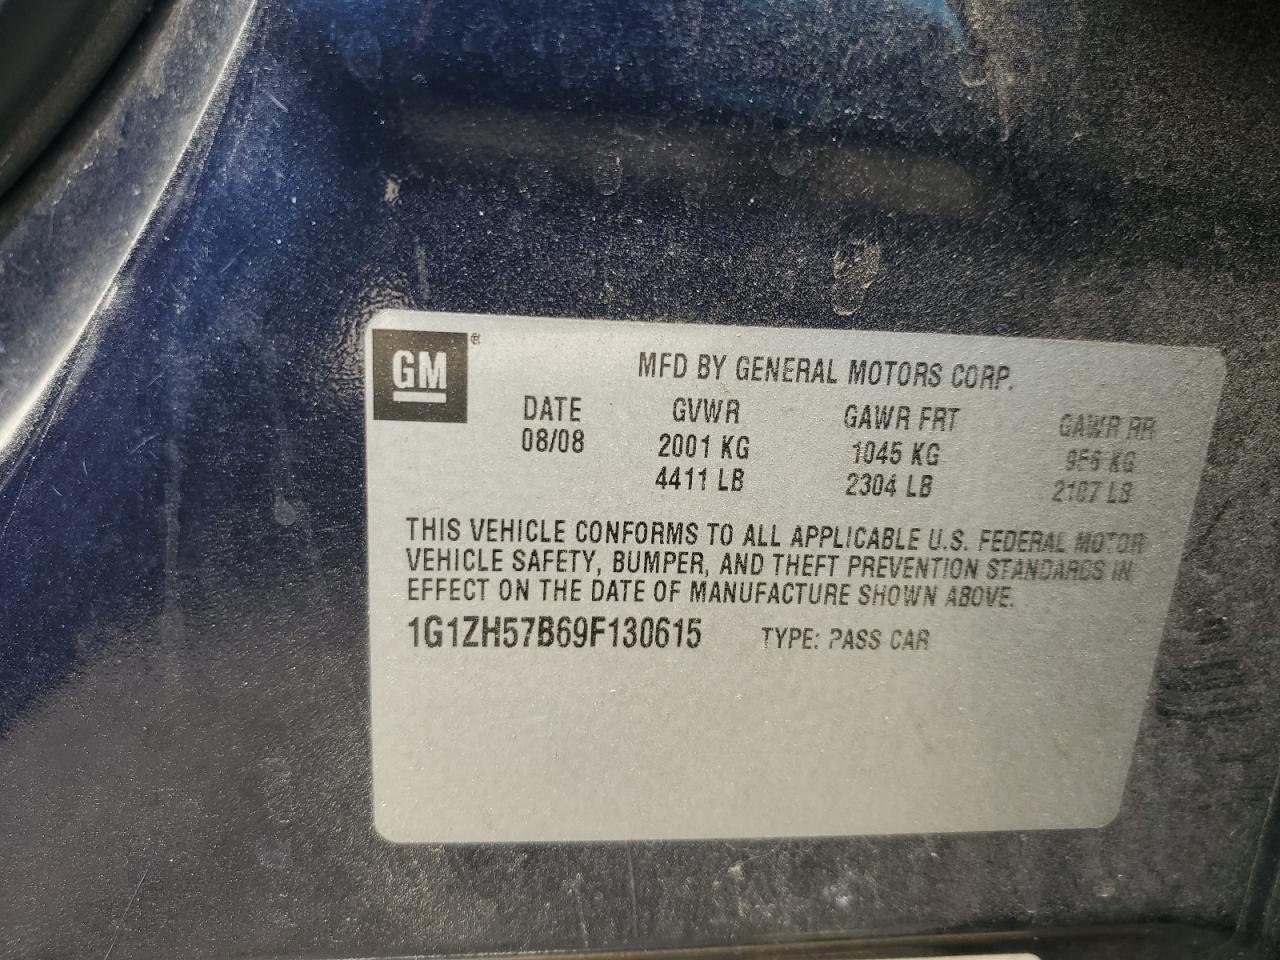 GM ®
MFD BY GENERAL MOTORS CORP.
DATE GVWR GAWR FRT GAWR RR
08/08 2001 KG 1045 KG 956 KG
4411 LB 2304 LB 2107 LB
THIS VEHICLE CONFORMS TO ALL APPLICABLE U.S. FEDERAL MOTOR
VEHICLE SAFETY, BUMPER, AND THEFT PREVENTION STANDARDS IN
EFFECT ON THE DATE OF MANUFACTURE SHOWN ABOVE.
1G1ZH57B69F130615 TYPE: PASS CAR